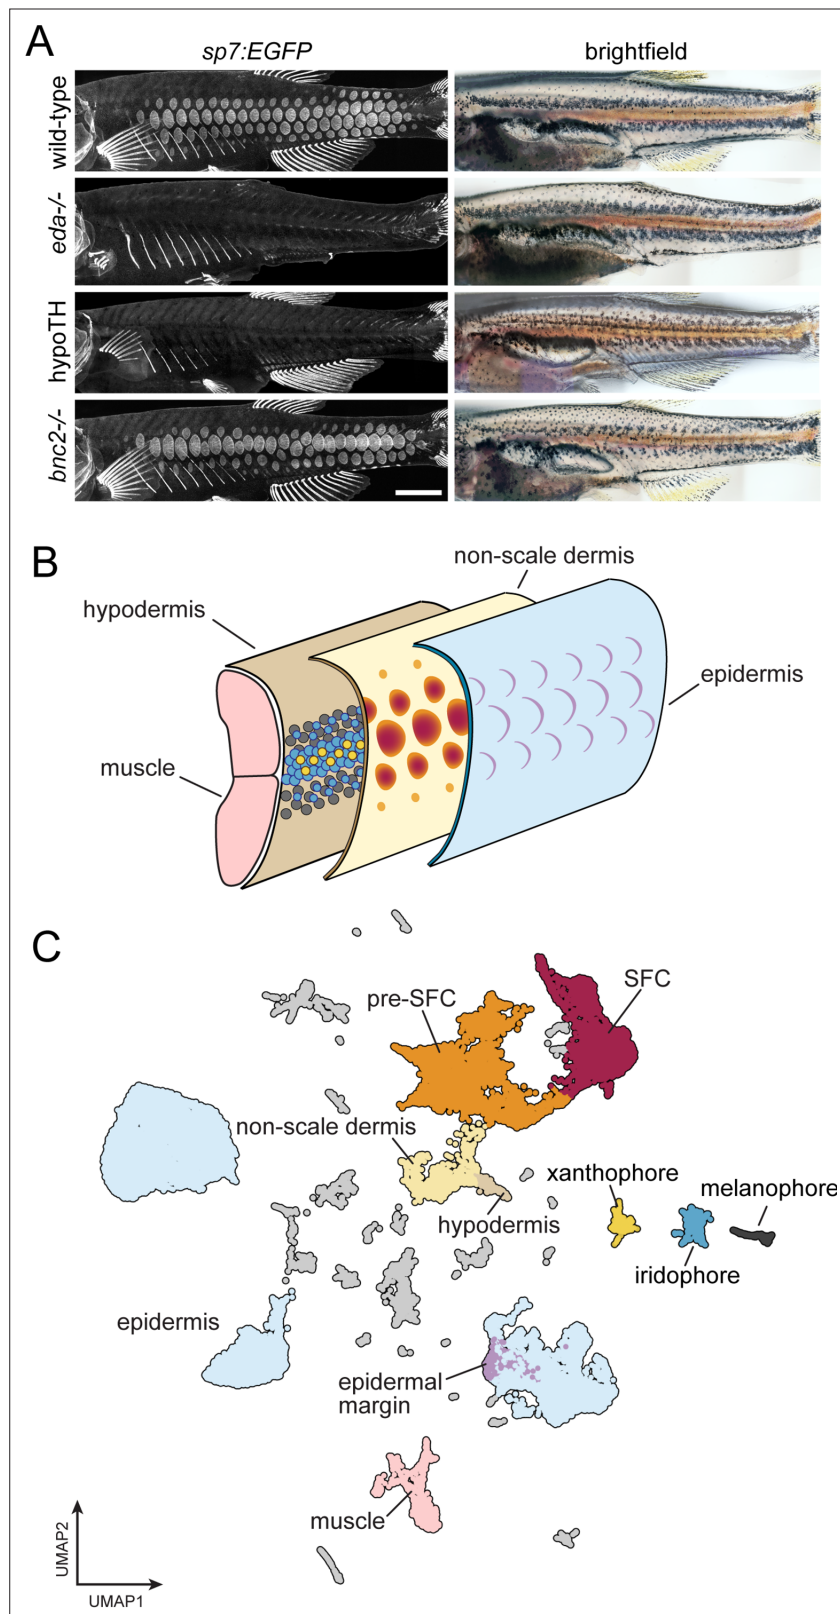 A
sp7:EGFP
brightfield
wild-type
eda-/-
hypoTH
bnc2-/-
B
non-scale dermis
hypodermis
epidermis
muscle
C
SFC
pre-SFC
non-scale dermis
xanthophore
melanophore
hypodermis
iridophore
epidermis
epidermal
margin
muscle
UMAP2
UMAP1